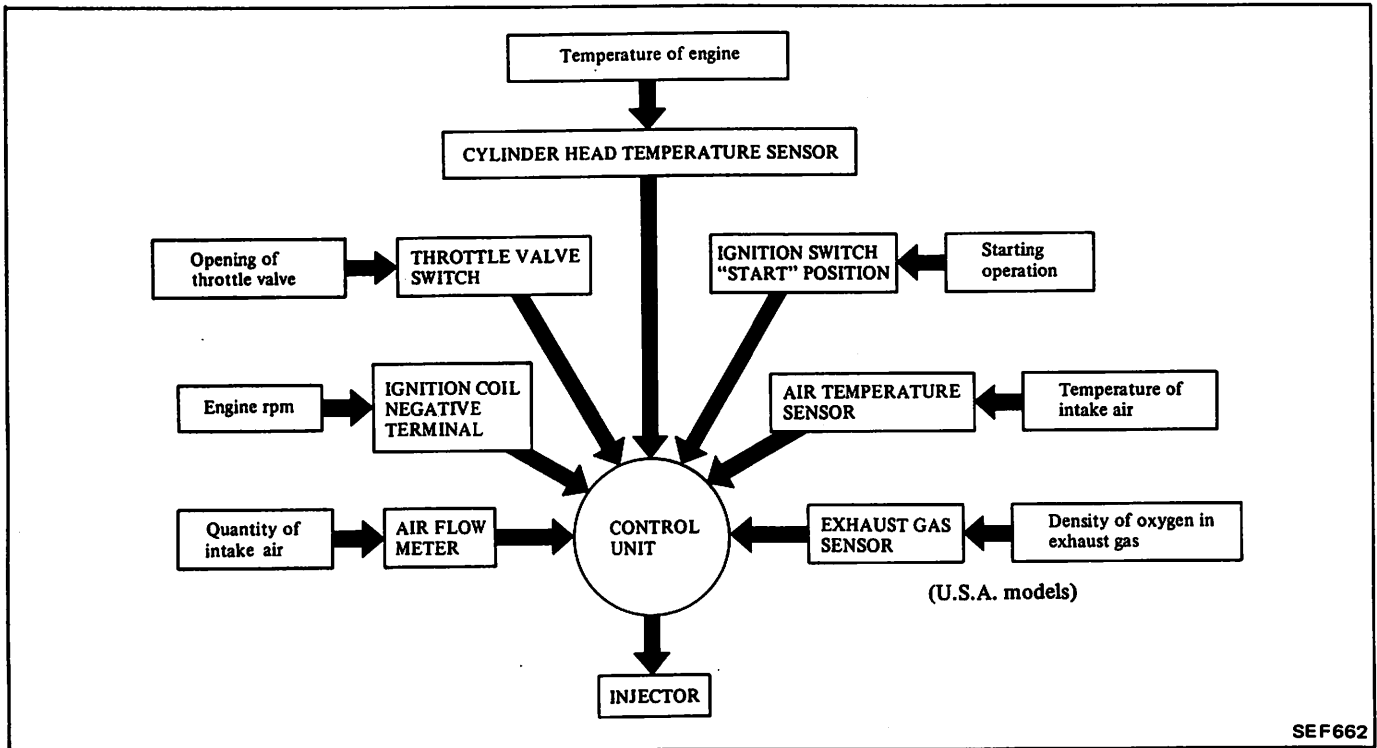 Temperature of engine
CYLINDER HEAD TEMPERATURE SENSOR
Opening of
throttle valve
THROTTLE VALVE
SWITCH
IGNITION SWITCH
“START” POSITION
Starting
operation
Engine rpm
IGNITION COIL
NEGATIVE
TERMINAL
AIR TEMPERATURE
SENSOR
Temperature of
intake air
Quantity of
intake air
AIR FLOW
METER
CONTROL
UNIT
EXHAUST GAS
SENSOR
Density of oxygen in
exhaust gas
(U.S.A. models)
INJECTOR
SEF662